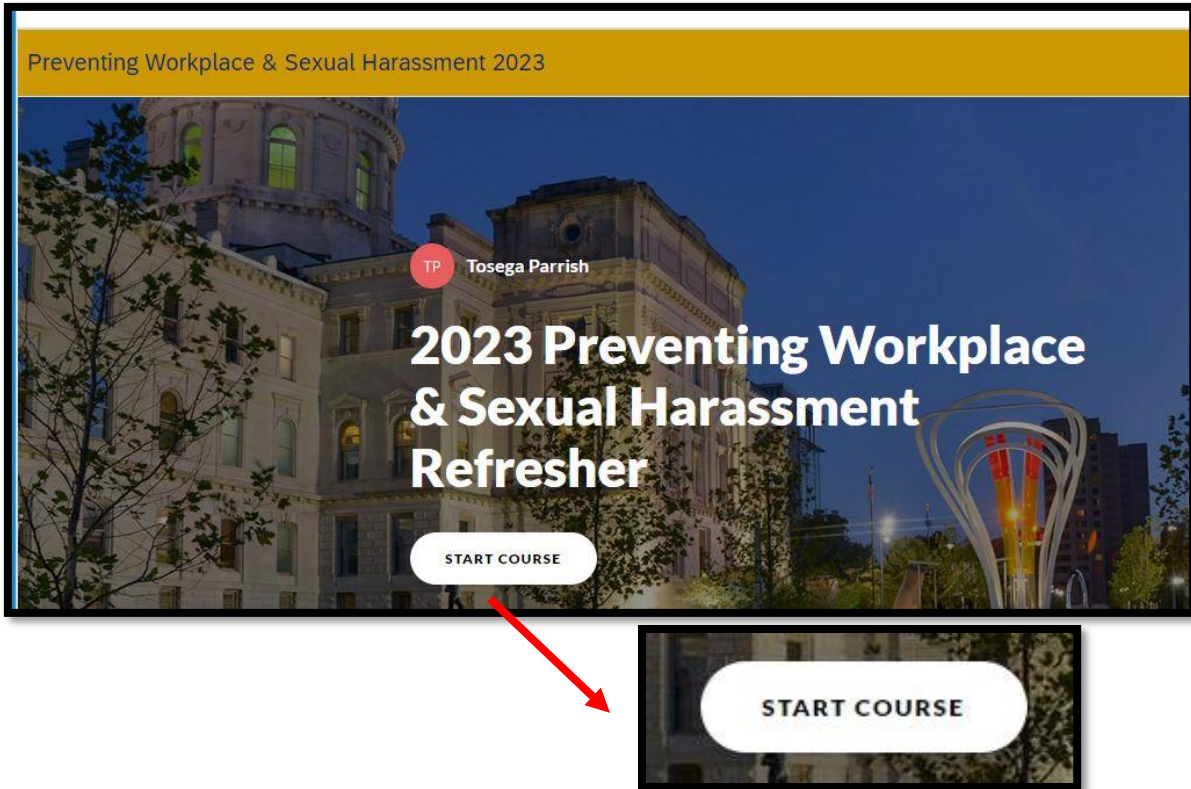 Preventing Workplace & Sexual Harassment 2023
TP Tosega Parrish
2023 Preventing Workplace
& Sexual Harassment
Refresher
START COURSE
START COURSE